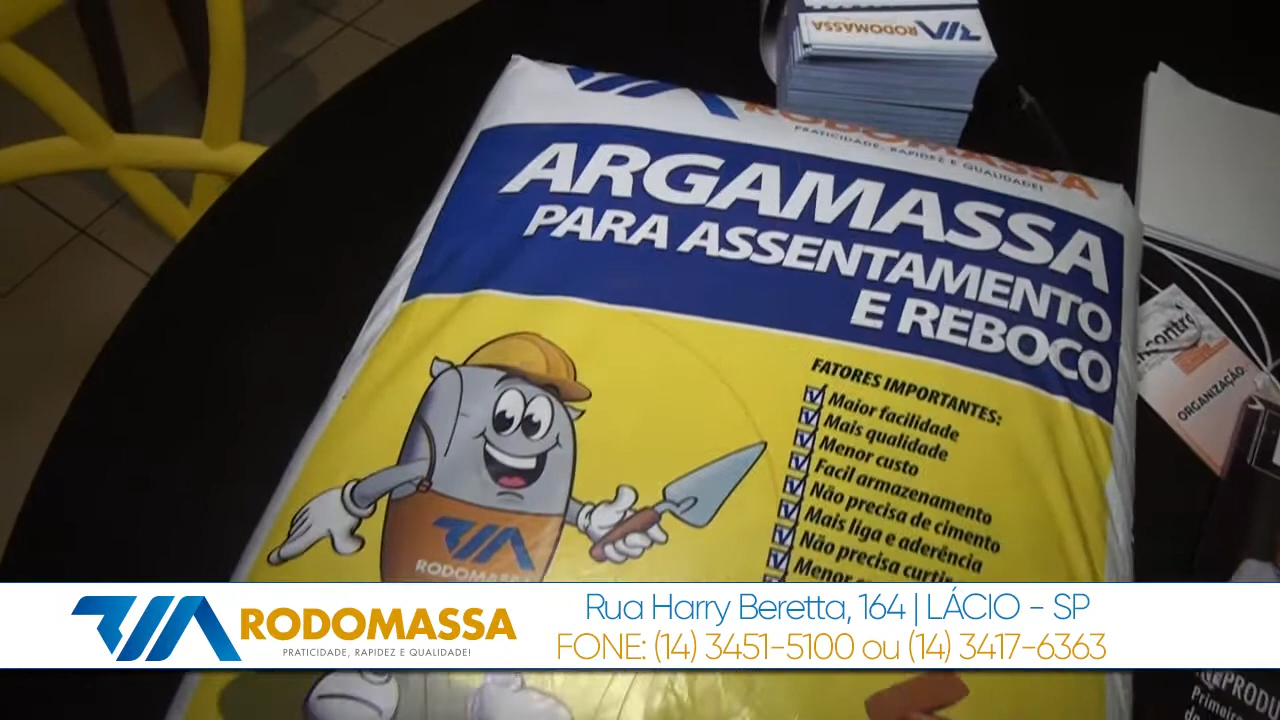 RODOMASSA
RODOMASSA
PRATICIDADE, RAPIDEZ E QUALIDADE!
ARGAMASSA
PARA ASSENTAMENTO
E REBOCO
FATORES IMPORTANTES:
Maior facilidade
Mais qualidade
Menor custo
Facil armazenamento
Não precisa de cimento
Mais liga e aderência
Não precisa curtir
Menor
RODOMASSA
ORGANIZAÇÃO:
RODOMASSA
PRATICIDADE, RAPIDEZ E QUALIDADE!
Rua Harry Beretta, 164 | LÁCIO - SP
FONE: (14) 3451-5100 ou (14) 3417-6363